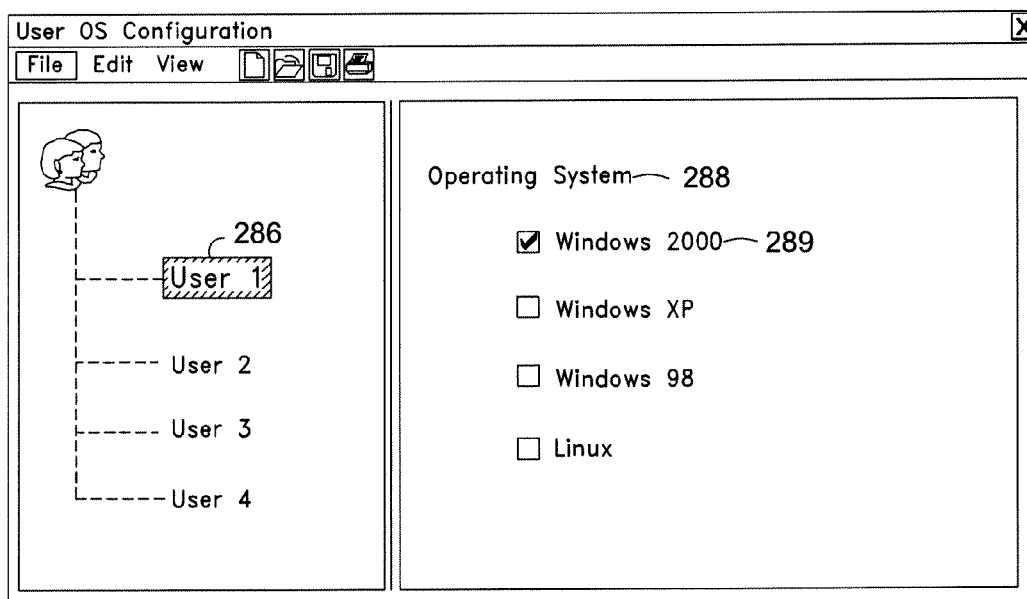 User OS Configuration
X
File Edit View
286
User 1
User 2
User 3
User 4
Operating System 288
Windows 2000 289
Windows XP
Windows 98
Linux